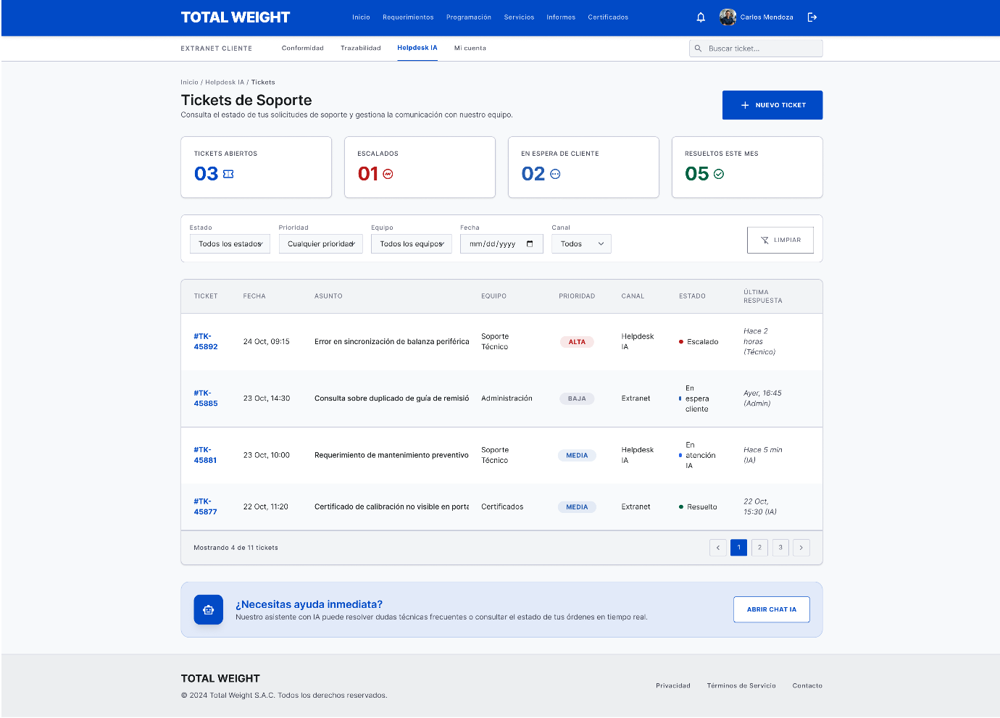 TOTAL WEIGHT
Inicio
Requerimientos
Programación
Servicios
Informes
Certificados
Carlos Mendoza
EXTRANET CLIENTE
Conformidad
Trazabilidad
Helpdesk IA
Mi cuenta
Buscar ticket...
Inicio / Helpdesk IA / Tickets
Tickets de Soporte
Consulta el estado de tus solicitudes de soporte y gestiona la comunicación con nuestro equipo.
NUEVO TICKET
TICKETS ABIERTOS
03
ESCALADOS
01
EN ESPERA DE CLIENTE
02
RESUELTOS ESTE MES
05
Estado
Todos los estados
Prioridad
Cualquier prioridad
Equipo
Todos los equipos
Fecha
mm/dd/yyyy
Canal
Todos
LIMPIAR
TICKET
FECHA
ASUNTO
EQUIPO
PRIORIDAD
CANAL
ESTADO
ÚLTIMA
RESPUESTA
#TK-
45892
24 Oct, 09:15
Error en sincronización de balanza periférica
Soporte
Técnico
ALTA
Helpdesk
IA
Escalado
Hace 2
horas
(Técnico)
#TK-
45885
23 Oct, 14:30
Consulta sobre duplicado de guía de remisió
Administración
BAJA
Extranet
En
espera
cliente
Ayer, 16:45
(Admin)
#TK-
45881
23 Oct, 10:00
Requerimiento de mantenimiento preventivo
Soporte
Técnico
MEDIA
Helpdesk
IA
En
atención
IA
Hace 5 min
(IA)
#TK-
45877
22 Oct, 11:20
Certificado de calibración no visible en porta
Certificados
MEDIA
Extranet
Resuelto
22 Oct,
15:30 (IA)
Mostrando 4 de 11 tickets
1
2
3
¿Necesitas ayuda inmediata?
Nuestro asistente con IA puede resolver dudas técnicas frecuentes o consultar el estado de tus órdenes en tiempo real.
ABRIR CHAT IA
TOTAL WEIGHT
© 2024 Total Weight S.A.C. Todos los derechos reservados.
Privacidad
Términos de Servicio
Contacto